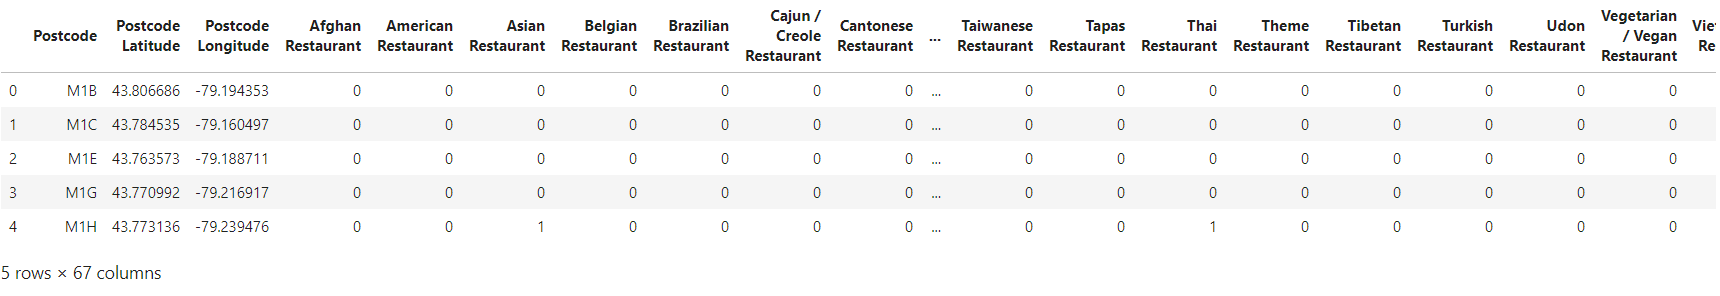 Postcode Postcode Latitude Postcode Longitude Afghan Restaurant American Restaurant Asian Restaurant Belgian Restaurant Brazilian Restaurant Cajun / Creole Restaurant Cantonese Restaurant ... Taiwanese Restaurant Tapas Restaurant Thai Restaurant Theme Restaurant Tibetan Restaurant Turkish Restaurant Udon Restaurant Vegetarian / Vegan Restaurant
0 M1B 43.806686 -79.194353 0 0 0 0 0 0 0 ... 0 0 0 0 0 0 0 0
1 M1C 43.784535 -79.160497 0 0 0 0 0 0 0 ... 0 0 0 0 0 0 0 0
2 M1E 43.763573 -79.188711 0 0 0 0 0 0 0 ... 0 0 0 0 0 0 0 0
3 M1G 43.770992 -79.216917 0 0 0 0 0 0 0 ... 0 0 0 0 0 0 0 0
4 M1H 43.773136 -79.239476 0 0 1 0 0 0 0 ... 0 0 1 0 0 0 0 0
5 rows × 67 columns